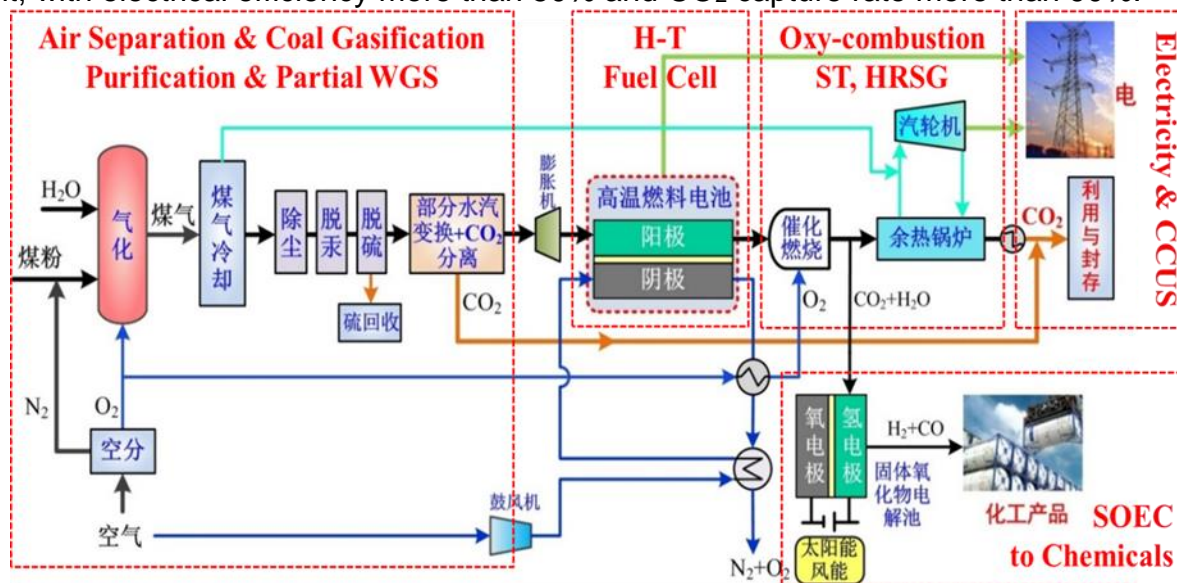 Air Separation & Coal Gasification
Purification & Partial WGS
H-T
Fuel Cell
Oxy-combustion
ST, HRSG
Electricity & CCUS
电
汽轮机
H₂O
气化
煤气
煤气冷却
除尘
脱汞
脱硫
部分水汽
变换+CO₂
分离
膨胀机
高温燃料电池
阳极
阴极
催化
燃烧
余热锅炉
CO₂
利用与封存
煤粉
硫回收
CO₂
O₂
CO₂+H₂O
N₂
O₂
空分
空气
鼓风机
N₂+O₂
氧电极
氢电极
H₂+CO
固体氧
化物电
解池
太阳能
风能
化工产品
SOEC
to Chemicals